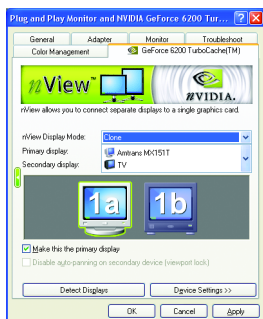 Plug and Play Monitor and NVIDIA GeForce 6200 Tur...
General Adapter Monitor Troubleshoot
Color Management GeForce 6200 TurboCache(TM)
nView™
NVIDIA.
nView allows you to connect separate displays to a single graphics card.
nView Display Mode: Clone
Primary display: Amtrans MX151T
Secondary display: TV
1a 1b
Make this the primary display
Disable auto-panning on secondary device (viewport lock)
Detect Displays Device Settings >>
OK Cancel Apply